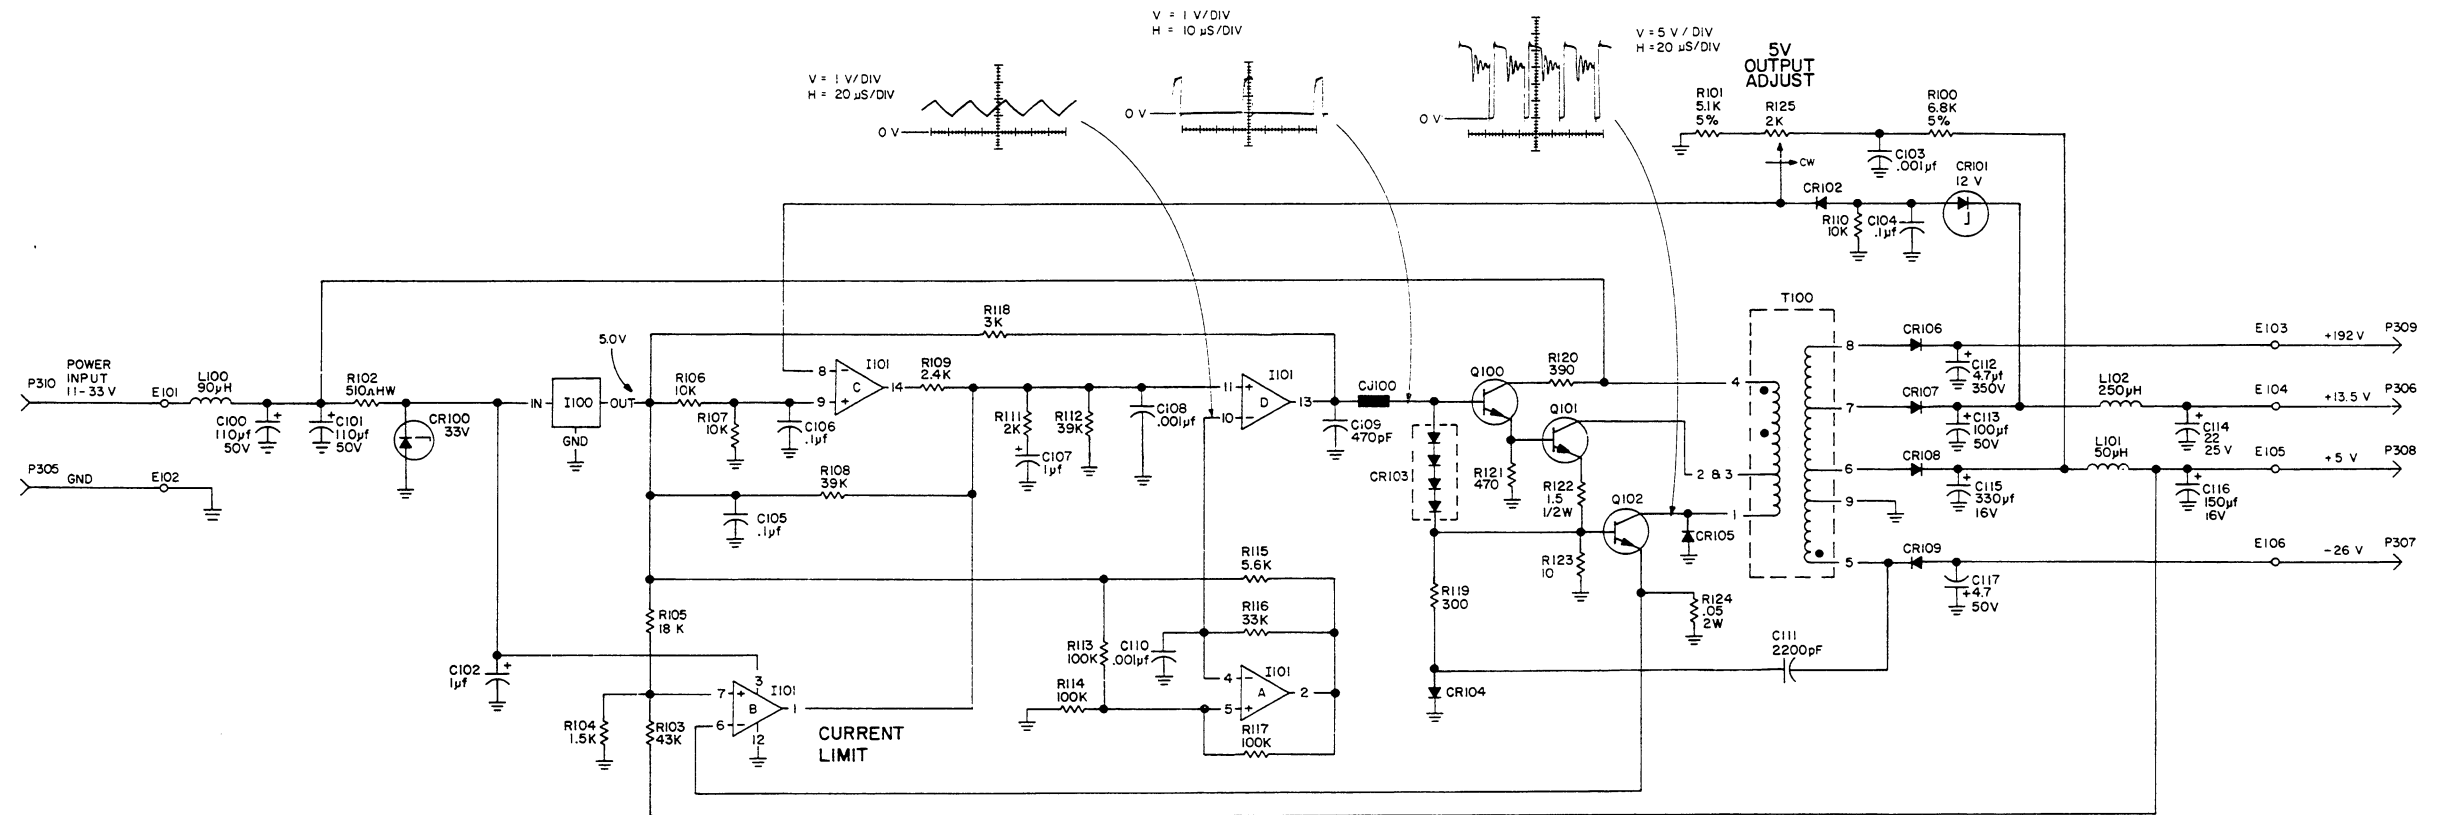 V = 1 V/DIV
H = 10 µS/DIV
V = 1 V/DIV
H = 20 µS/DIV
V = 5 V / DIV
H = 20 µS/DIV
0 V
0 V
0 V
5V
OUTPUT
ADJUST
R101
5.1K
5%
R125
2K
R100
6.8K
5%
CW
C103
.001µf
CR101
12 V
CR102
R110
10K
C104
.1µf
T100
R118
3K
5.0V
POWER
INPUT
11-33 V
P310
E101
L100
90µH
R102
510ΩHW
C100
110µf
50V
C101
110µf
50V
CR100
33V
IN
I100
OUT
GND
R106
10K
R107
10K
C106
.1µf
8
9
I101
C
14
R109
2.4K
R111
2K
R112
39K
C107
1µf
C108
.001µf
11
10
I101
D
13
C109
470pF
CJ100
Q100
R120
390
Q101
R121
470
R122
1.5
1/2W
CR103
Q102
R123
10
CR105
R119
300
R124
.05
2W
4
2 & 3
1
8
7
6
9
5
CR106
C112
4.7µf
350V
E103
+192 V
P309
CR107
C113
100µf
50V
L102
250µH
C114
22
25 V
E104
+13.5 V
P306
CR108
C115
330µf
16V
L101
50µH
C116
150µf
16V
E105
+5 V
P308
CR109
C117
4.7
50V
E106
-26 V
P307
P305 GND
E102
R108
39K
C105
.1µf
R105
18 K
C102
1µf
R104
1.5K
R103
43K
7
6
3
I101
B
1
12
CURRENT
LIMIT
R115
5.6K
R116
33K
R113
100K
C110
.001µf
R114
100K
4
5
I101
A
2
R117
100K
CR104
C111
2200pF